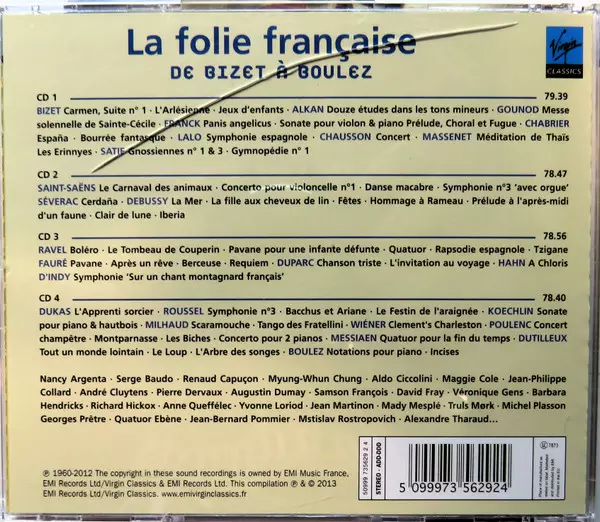 La folie française
DE BIZET À BOULEZ
Virgin
CLASSICS
CD 1 79.39
BIZET Carmen, Suite n° 1 · L'Arlésienne · Jeux d'enfants · ALKAN Douze études dans les tons mineurs · GOUNOD Messe
solennelle de Sainte-Cécile · FRANCK Panis angelicus · Sonate pour violon & piano Prélude, Choral et Fugue · CHABRIER
España · Bourrée fantasque · LALO Symphonie espagnole · CHAUSSON Concert · MASSENET Méditation de Thaïs
Les Erinnyes · SATIE Gnossiennes n° 1 & 3 · Gymnopédie n° 1
CD 2 78.47
SAINT-SAËNS Le Carnaval des animaux · Concerto pour violoncelle n°1 · Danse macabre · Symphonie n°3 'avec orgue'
SÉVERAC Cerdaña · DEBUSSY La Mer · La fille aux cheveux de lin · Fêtes · Hommage à Rameau · Prélude à l'après-midi
d'un faune · Clair de lune · Iberia
CD 3 78.56
RAVEL Boléro · Le Tombeau de Couperin · Pavane pour une infante défunte · Quatuor · Rapsodie espagnole · Tzigane
FAURÉ Pavane · Après un rêve · Berceuse · Requiem · DUPARC Chanson triste · L'invitation au voyage · HAHN A Chloris
D'INDY Symphonie 'Sur un chant montagnard français'
CD 4 78.40
DUKAS L'Apprenti sorcier · ROUSSEL Symphonie n°3 · Bacchus et Ariane · Le Festin de l'araignée · KOECHLIN Sonate
pour piano & hautbois · MILHAUD Scaramouche · Tango des Fratellini · WIÉNER Clement's Charleston · POULENC Concert
champêtre · Montparnasse · Les Biches · Concerto pour 2 pianos · MESSIAEN Quatuor pour la fin du temps · DUTILLEUX
Tout un monde lointain · Le Loup · L'Arbre des songes · BOULEZ Notations pour piano · Incises
Nancy Argenta · Serge Baudo · Renaud Capuçon · Myung-Whun Chung · Aldo Ciccolini · Maggie Cole · Jean-Philippe
Collard · André Cluytens · Pierre Dervaux · Augustin Dumay · Samson François · David Fray · Véronique Gens · Barbara
Hendricks · Richard Hickox · Anne Queffélec · Yvonne Loriod · Jean Martinon · Mady Mesplé · Truls Mørk · Michel Plasson
Georges Prêtre · Quatuor Ebène · Jean-Bernard Pommier · Mstislav Rostropovich · Alexandre Tharaud...
℗ 1960-2012 The copyright in these sound recordings is owned by EMI Music France,
EMI Records Ltd/Virgin Classics & EMI Records Ltd. This compilation ℗ & © 2013
EMI Records Ltd/Virgin Classics. www.emivirginclassics.fr
50999 735629 2 4
STEREO · ADD-DDD
5 099973 562924